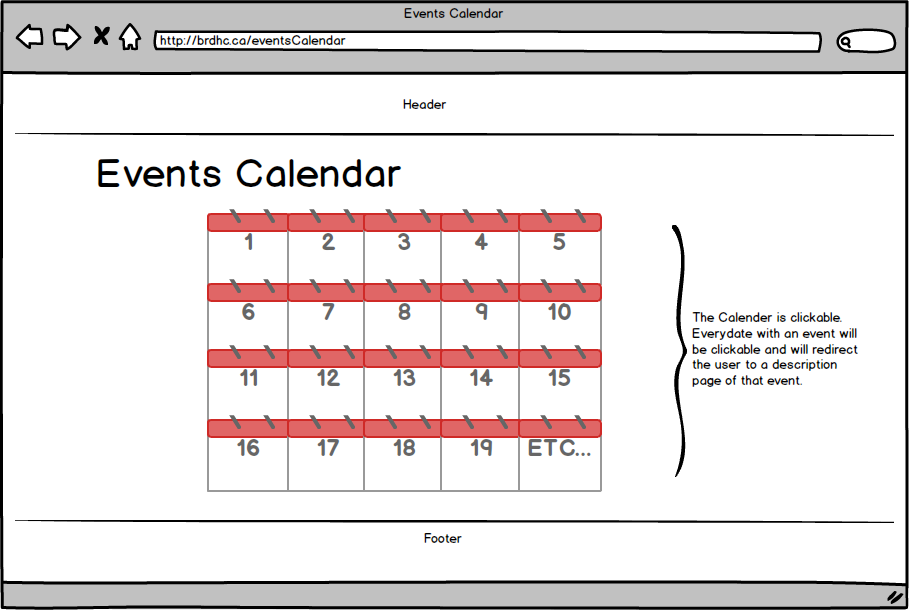 Events Calendar
http://brdhc.ca/eventsCalendar
Header
Events Calendar
1 2 3 4 5
6 7 8 9 10
11 12 13 14 15
16 17 18 19 ETC...
The Calender is clickable.
Everydate with an event will
be clickable and will redirect
the user to a description
page of that event.
Footer